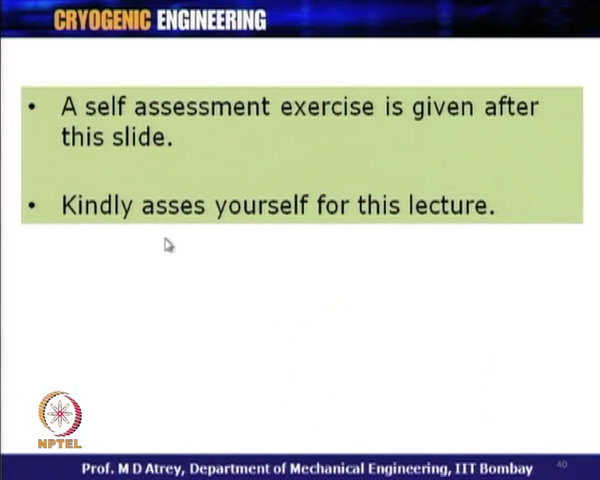 CRYOGENIC ENGINEERING
• A self assessment exercise is given after
this slide.
• Kindly asses yourself for this lecture.
NPTEL
Prof. M D Atrey, Department of Mechanical Engineering, IIT Bombay
40